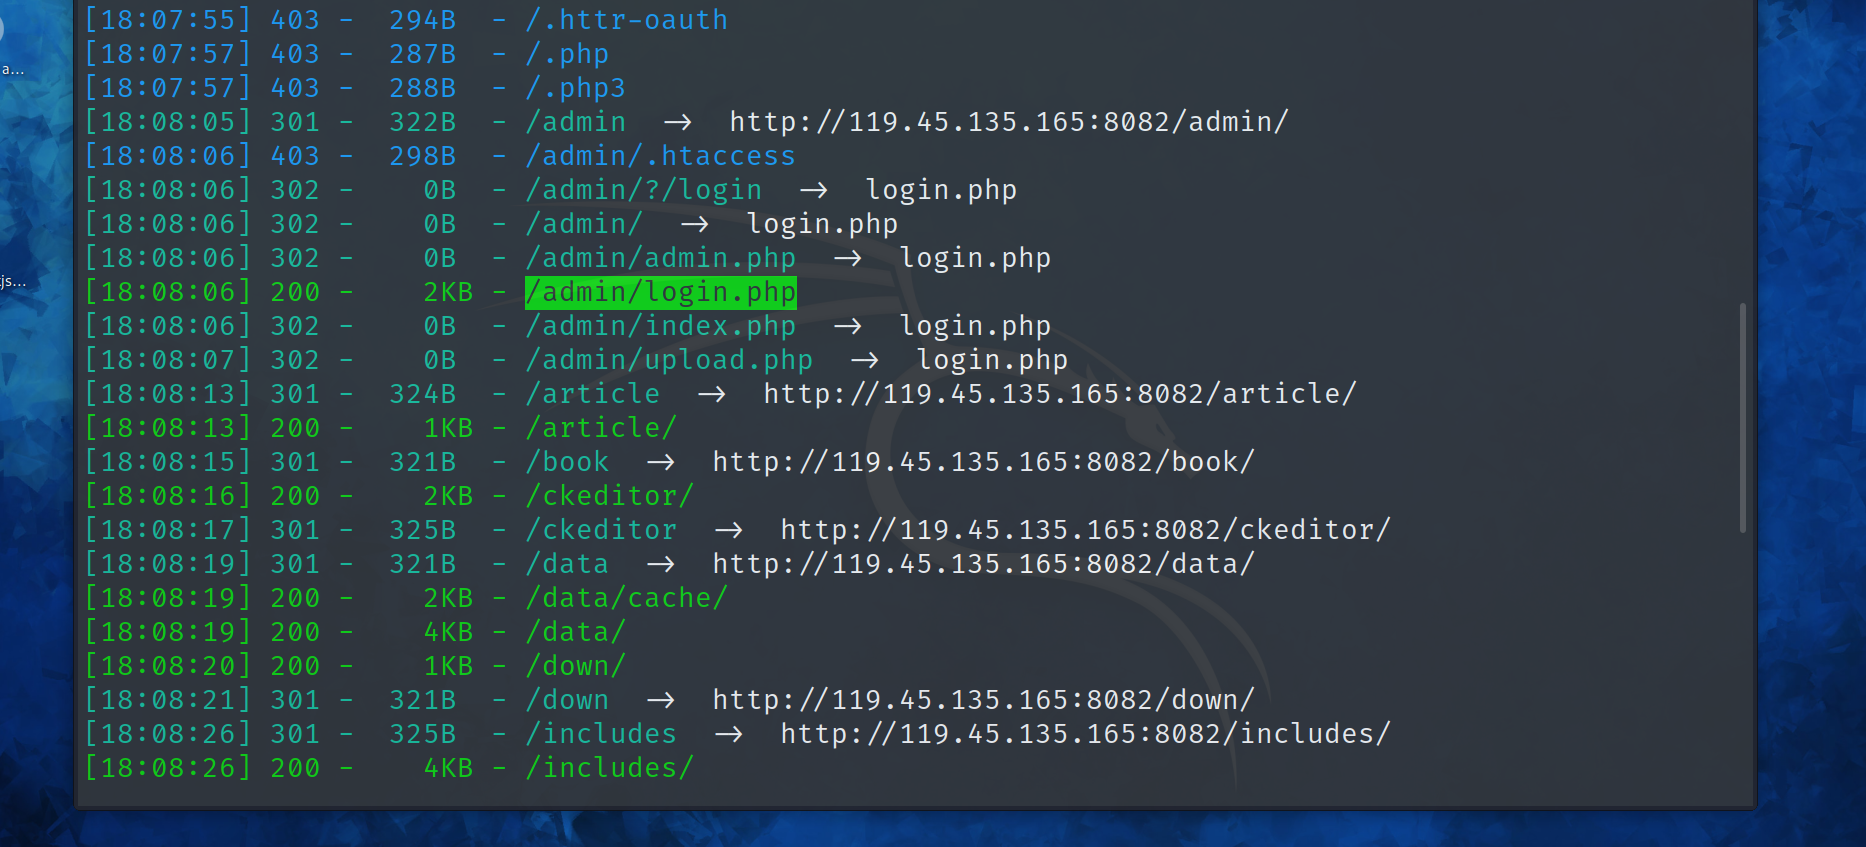 [18:07:55] 403 -  294B  - /.httr-oauth
[18:07:57] 403 -  287B  - /.php
a...
[18:07:57] 403 -  288B  - /.php3
[18:08:05] 301 -  322B  - /admin  →  http://119.45.135.165:8082/admin/
[18:08:06] 403 -  298B  - /admin/.htaccess
[18:08:06] 302 -    0B  - /admin/?/login  →  login.php
[18:08:06] 302 -    0B  - /admin/  →  login.php
[18:08:06] 302 -    0B  - /admin/admin.php  →  login.php
js...
[18:08:06] 200 -    2KB - /admin/login.php
[18:08:06] 302 -    0B  - /admin/index.php  →  login.php
[18:08:07] 302 -    0B  - /admin/upload.php  →  login.php
[18:08:13] 301 -  324B  - /article  →  http://119.45.135.165:8082/article/
[18:08:13] 200 -    1KB - /article/
[18:08:15] 301 -  321B  - /book  →  http://119.45.135.165:8082/book/
[18:08:16] 200 -    2KB - /ckeditor/
[18:08:17] 301 -  325B  - /ckeditor  →  http://119.45.135.165:8082/ckeditor/
[18:08:19] 301 -  321B  - /data  →  http://119.45.135.165:8082/data/
[18:08:19] 200 -    2KB - /data/cache/
[18:08:19] 200 -    4KB - /data/
[18:08:20] 200 -    1KB - /down/
[18:08:21] 301 -  321B  - /down  →  http://119.45.135.165:8082/down/
[18:08:26] 301 -  325B  - /includes  →  http://119.45.135.165:8082/includes/
[18:08:26] 200 -    4KB - /includes/